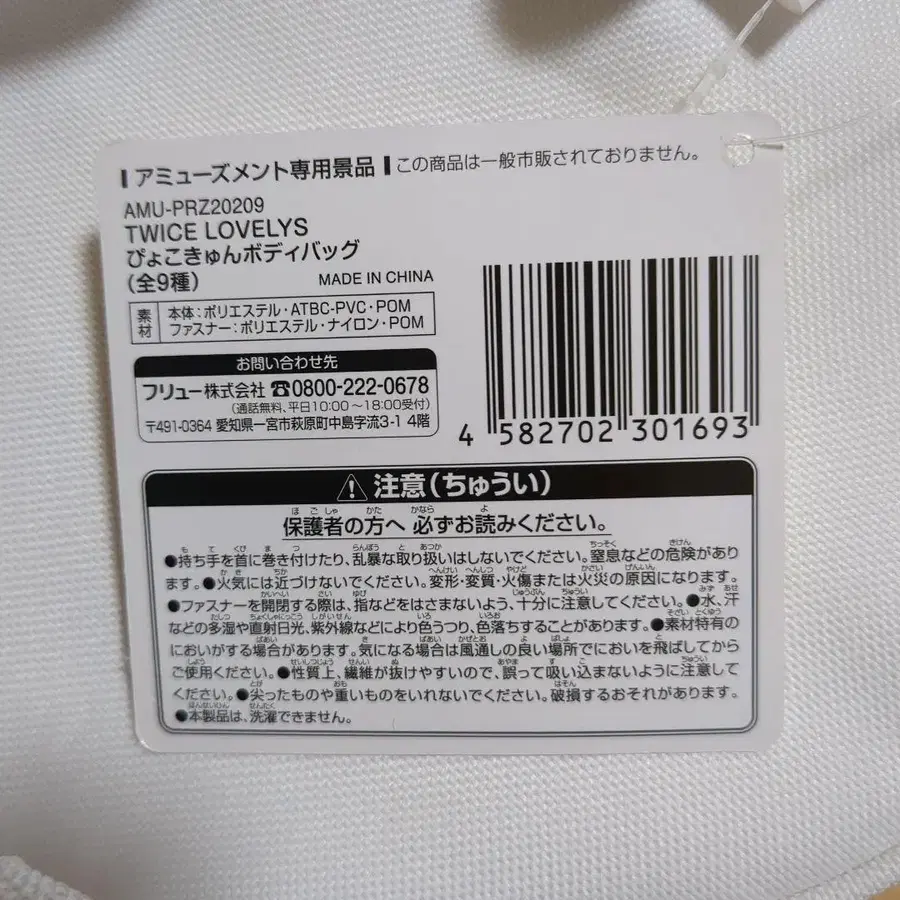 アミューズメント専用景品 この商品は一般市販されておりません。
AMU-PRZ20209
TWICE LOVELYS
ぴょこきゅんボディバッグ
(全9種) MADE IN CHINA
素材 本体:ポリエステル・ATBC-PVC・POM
ファスナー:ポリエステル・ナイロン・POM
お問い合わせ先
フリュー株式会社 ☎0800-222-0678
(通話無料、平日10:00~18:00受付)
〒491-0364 愛知県一宮市萩原町中島字流3-1 4階
4 582702 301693
注意(ちゅうい)
保護者の方へ 必ずお読みください。
●持ち手を首に巻き付けたり、乱暴な取り扱いはしないでください。窒息などの危険があり
ます。●火気には近づけないでください。変形・変質・火傷または火災の原因になります。
●ファスナーを開閉する際は、指などをはさまないよう、十分に注意してください。●水、汗
などの多湿や直射日光、紫外線などにより色うつり、色落ちすることがあります。●素材特有の
においがする場合があります。気になる場合は風通しの良い場所でにおいを飛ばしてから
ご使用ください。●性質上、繊維が抜けやすいので、誤って吸い込まないように注意して
ください。●尖ったものや重いものをいれないでください。破損するおそれがあります。
●本製品は、洗濯できません。